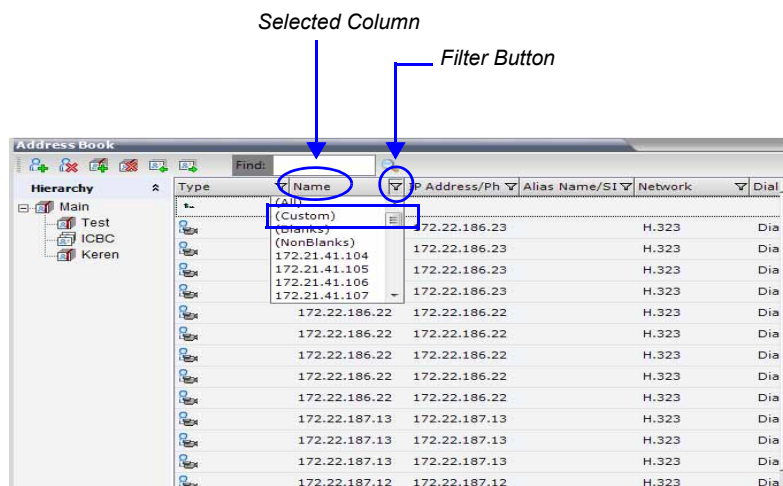 Selected Column
Filter Button
Address Book
Find:
Hierarchy
Main
Test
ICBC
Keren
Type Name IP Address/Ph Alias Name/SI Network Dial
(All)
(Custom)
(Blanks)
(NonBlanks)
172.21.41.104
172.21.41.105
172.21.41.106
172.21.41.107
172.22.186.23 H.323 Dia
172.22.186.23 H.323 Dia
172.22.186.23 H.323 Dia
172.22.186.23 H.323 Dia
172.22.186.22 172.22.186.22 H.323 Dia
172.22.186.22 172.22.186.22 H.323 Dia
172.22.186.22 172.22.186.22 H.323 Dia
172.22.186.22 172.22.186.22 H.323 Dia
172.22.186.22 172.22.186.22 H.323 Dia
172.22.187.13 172.22.187.13 H.323 Dia
172.22.187.13 172.22.187.13 H.323 Dia
172.22.187.13 172.22.187.13 H.323 Dia
172.22.187.12 172.22.187.12 H.323 Dia